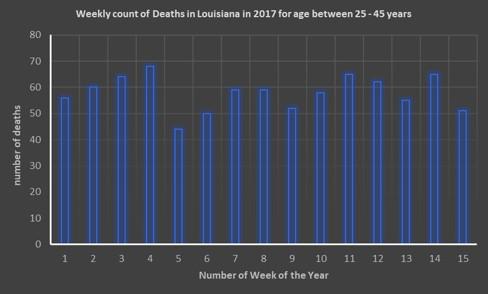 Weekly count of Deaths in Louisiana in 2017 for age between 25 - 45 years
80
70
60
50
40
30
20
10
0
number of deaths
1 2 3 4 5 6 7 8 9 10 11 12 13 14 15
Number of Week of the Year